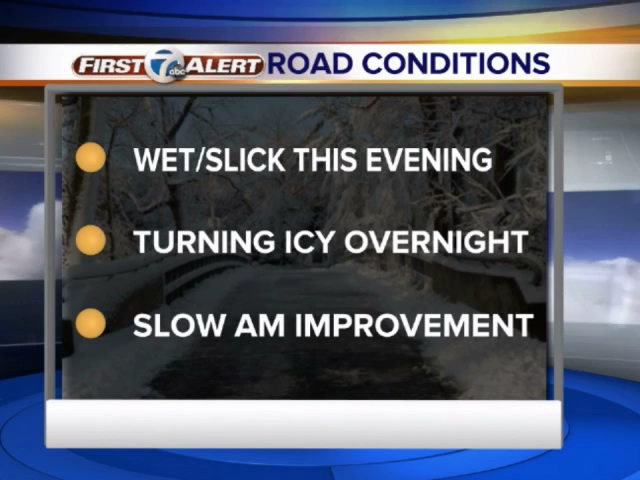 FIRST 7 abc ALERT ROAD CONDITIONS
WET/SLICK THIS EVENING
TURNING ICY OVERNIGHT
SLOW AM IMPROVEMENT